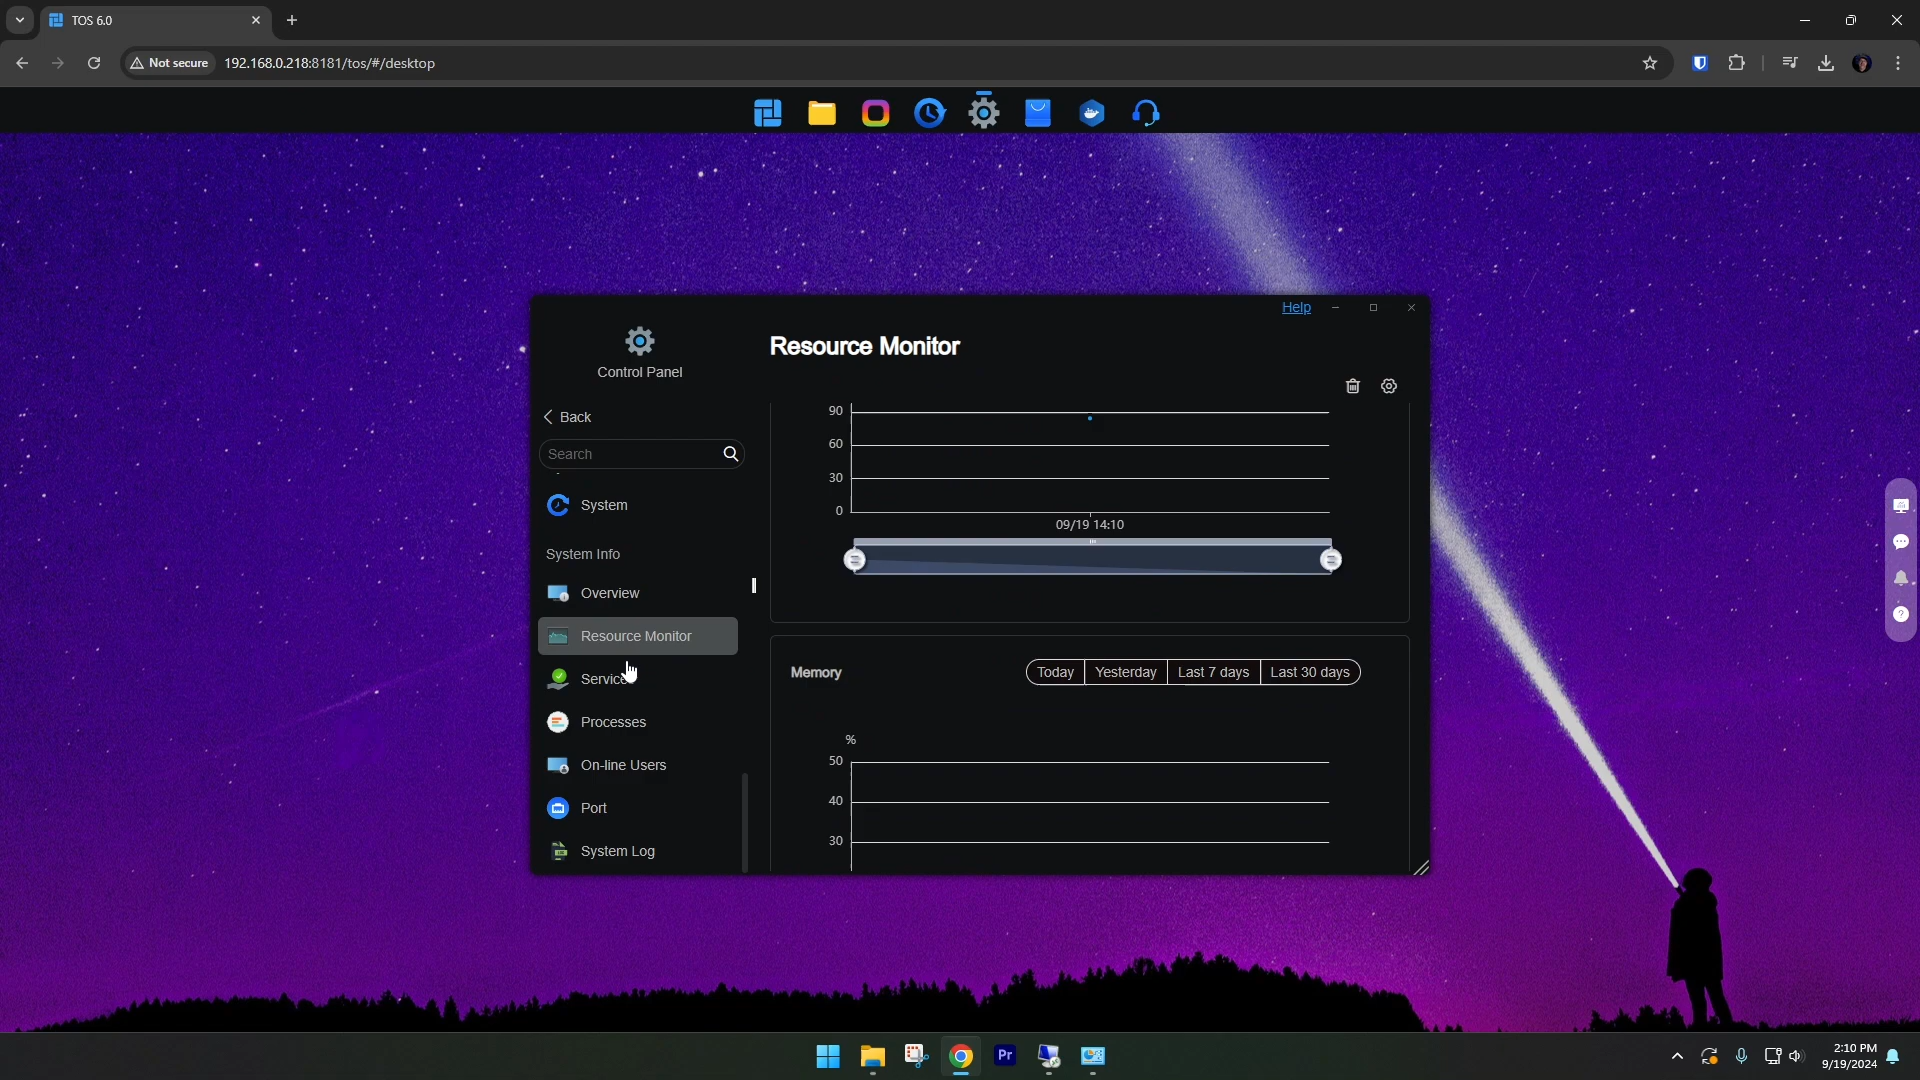 TOS 6.0
Not secure
192.168.0.218:8181/tos/#/desktop
Help
Control Panel
Resource Monitor
Back
Search
System
System Info
Overview
Resource Monitor
Service
Processes
On-line Users
Port
System Log
90
60
30
0
09/19 14:10
Memory
Today
Yesterday
Last 7 days
Last 30 days
%
50
40
30
Pr
2:10 PM
9/19/2024